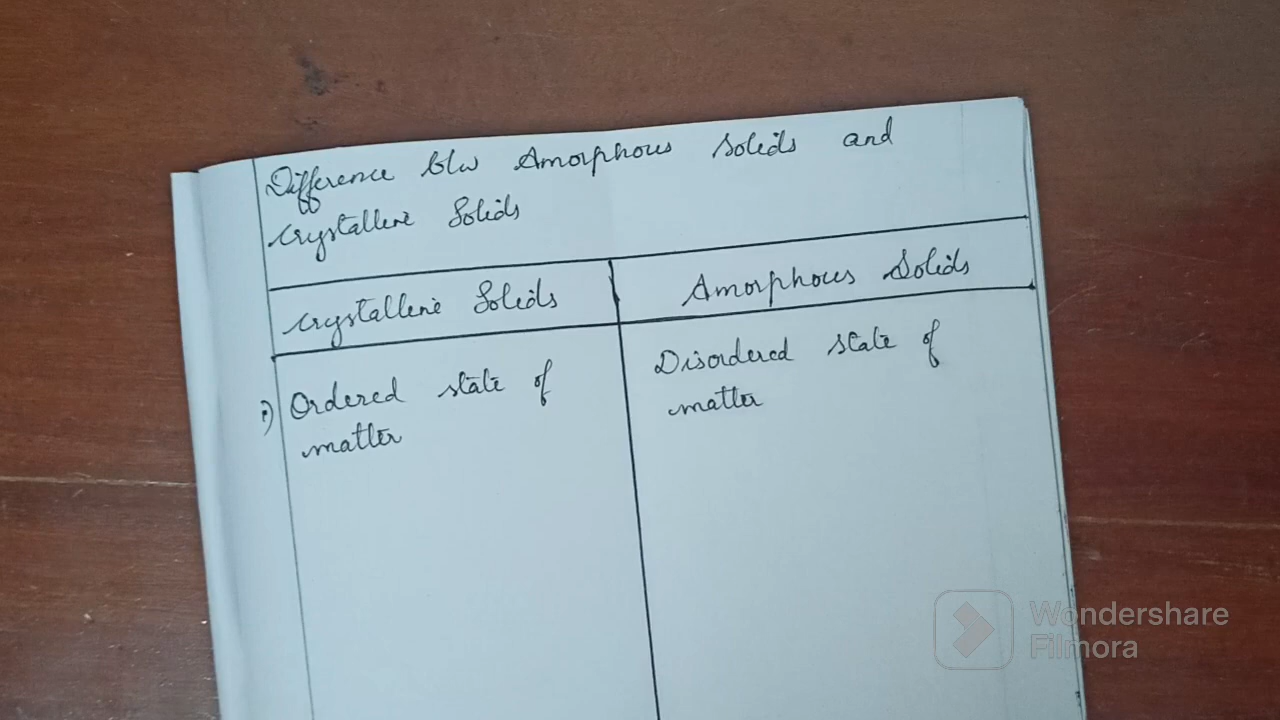 Difference b/w Amorphous Solids and
Crystalline Solids
Crystalline Solids
Amorphous Solids
i) Ordered state of
matter
Disordered state of
matter
Wondershare
Filmora